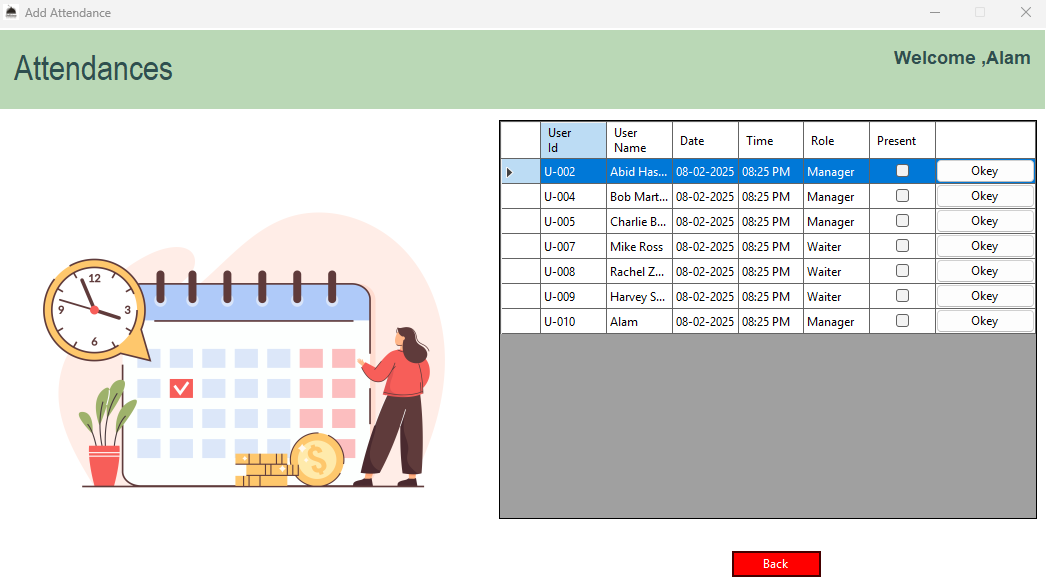 Add Attendance
Attendances
Welcome ,Alam
12
3
6
9
$
User Id User Name Date Time Role Present
U-002 Abid Has... 08-02-2025 08:25 PM Manager Okey
U-004 Bob Mart... 08-02-2025 08:25 PM Manager Okey
U-005 Charlie B... 08-02-2025 08:25 PM Manager Okey
U-007 Mike Ross 08-02-2025 08:25 PM Waiter Okey
U-008 Rachel Z... 08-02-2025 08:25 PM Waiter Okey
U-009 Harvey S... 08-02-2025 08:25 PM Waiter Okey
U-010 Alam 08-02-2025 08:25 PM Manager Okey
Back